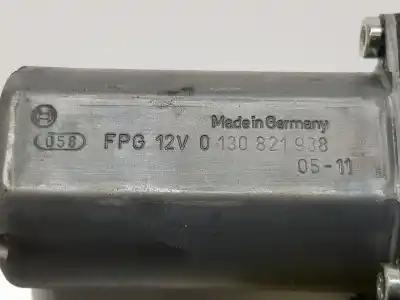 Made in Germany
058 FPG 12V 0 130 821 938
05-11